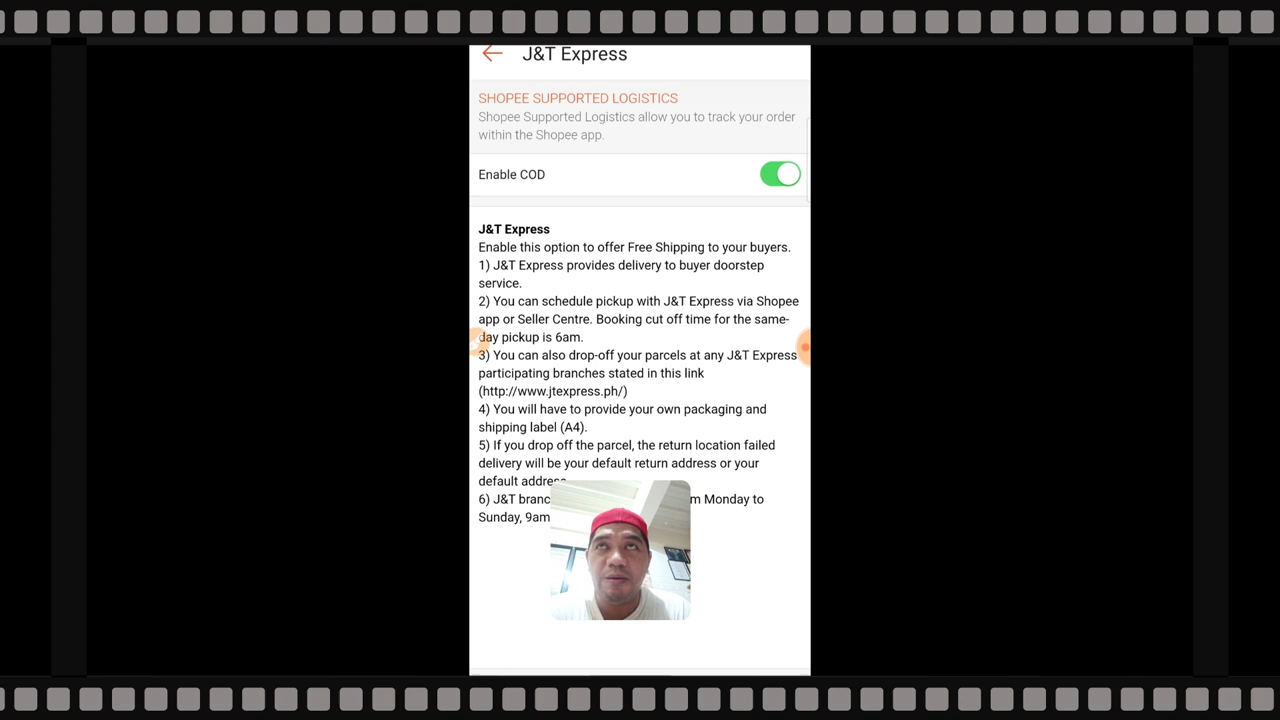 J&T Express
SHOPEE SUPPORTED LOGISTICS
Shopee Supported Logistics allow you to track your order
within the Shopee app.
Enable COD
J&T Express
Enable this option to offer Free Shipping to your buyers.
1) J&T Express provides delivery to buyer doorstep
service.
2) You can schedule pickup with J&T Express via Shopee
app or Seller Centre. Booking cut off time for the same-
day pickup is 6am.
3) You can also drop-off your parcels at any J&T Express
participating branches stated in this link
(http://www.jtexpress.ph/)
4) You will have to provide your own packaging and
shipping label (A4).
5) If you drop off the parcel, the return location failed
delivery will be your default return address or your
default address
6) J&T Monday to
Sunday, 9am